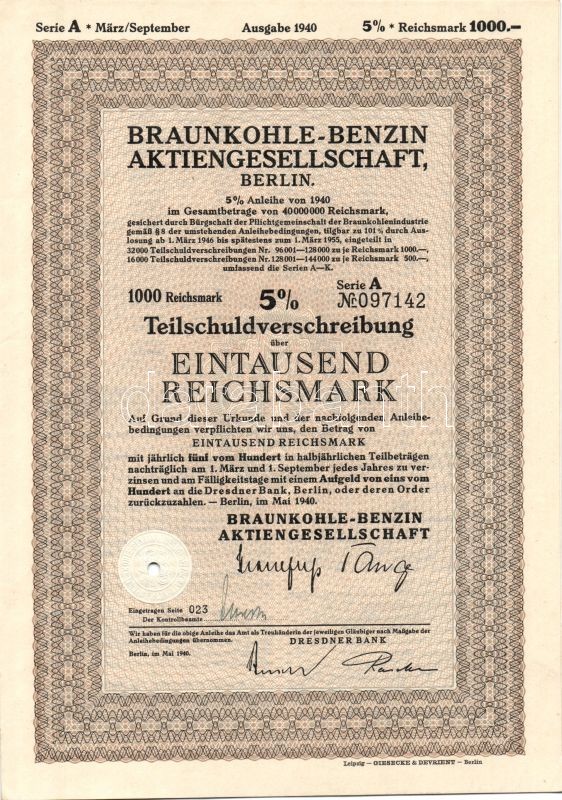 Serie A * März/September Ausgabe 1940 5% * Reichsmark 1000.—
BRAUNKOHLE-BENZIN
AKTIENGESELLSCHAFT,
BERLIN.
5% Anleihe von 1940
im Gesamtbetrage von 40000000 Reichsmark,
gesichert durch Bürgschaft der Pflichtgemeinschaft der Braunkohlenindustrie
gemäß § 8 der umstehenden Anleihebedingungen, tilgbar zu 101% durch Aus-
losung ab 1. März 1946 bis spätestens zum 1. März 1955, eingeteilt in
32000 Teilschuldverschreibungen Nr. 96001—128000 zu je Reichsmark 1000.—,
16000 Teilschuldverschreibungen Nr. 128001—144000 zu je Reichsmark 500.—,
umfassend die Serien A—K.
1000 Reichsmark 5% Serie A
Nr. 097142
Teilschuldverschreibung
über
EINTAUSEND
REICHSMARK
Auf Grund dieser Urkunde und der nachfolgenden Anleihe-
bedingungen verpflichten wir uns, den Betrag von
EINTAUSEND REICHSMARK
mit jährlich fünf vom Hundert in halbjährlichen Teilbeträgen
nachträglich am 1. März und 1. September jedes Jahres zu ver-
zinsen und am Fälligkeitstage mit einem Aufgeld von eins vom
Hundert an die Dresdner Bank, Berlin, oder deren Order
zurückzuzahlen. — Berlin, im Mai 1940.
BRAUNKOHLE-BENZIN
AKTIENGESELLSCHAFT
Eingetragen Seite 023
Der Kontrollbeamte
Wir haben für die obige Anleihe das Amt als Treuhänderin der jeweiligen Gläubiger nach Maßgabe der
Anleihebedingungen übernommen.
DRESDNER BANK
Berlin, im Mai 1940.
Leipzig — GIESECKE & DEVRIENT — Berlin